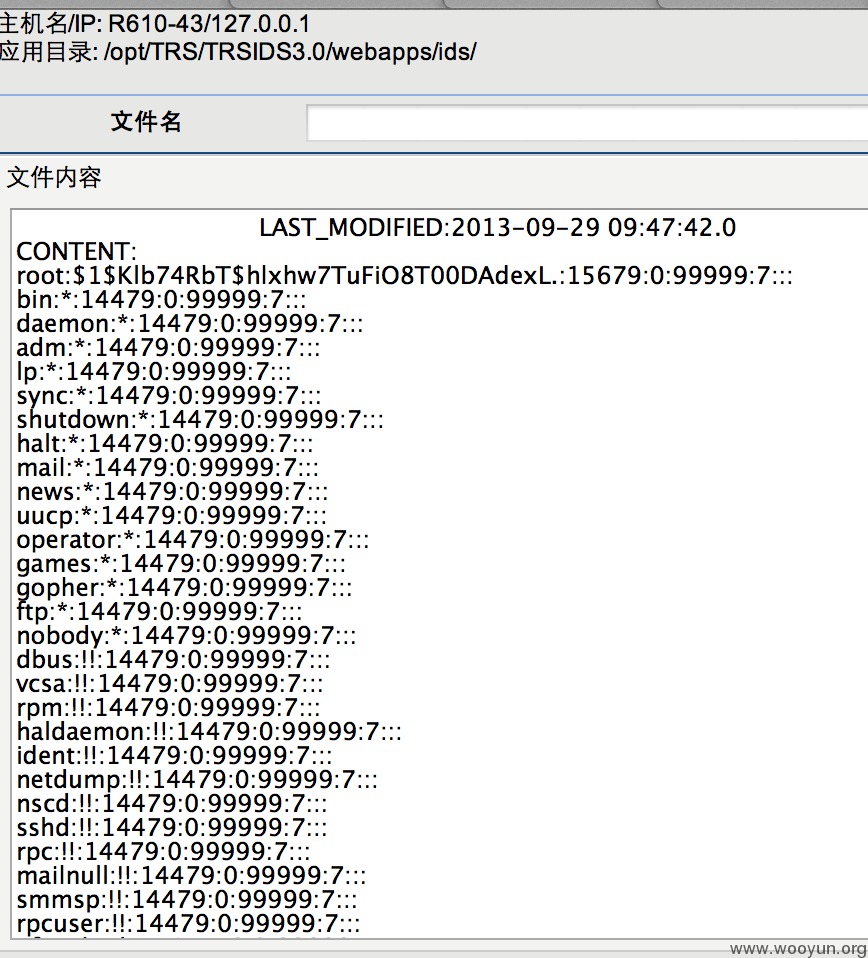 主机名/IP: R610-43/127.0.0.1
应用目录: /opt/TRS/TRSIDS3.0/webapps/ids/
文件名
文件内容
LAST_MODIFIED:2013-09-29 09:47:42.0
CONTENT:
root:$1$Klb74RbT$hlxhw7TuFiO8T00DAdexL.:15679:0:99999:7:::
bin:*:14479:0:99999:7:::
daemon:*:14479:0:99999:7:::
adm:*:14479:0:99999:7:::
lp:*:14479:0:99999:7:::
sync:*:14479:0:99999:7:::
shutdown:*:14479:0:99999:7:::
halt:*:14479:0:99999:7:::
mail:*:14479:0:99999:7:::
news:*:14479:0:99999:7:::
uucp:*:14479:0:99999:7:::
operator:*:14479:0:99999:7:::
games:*:14479:0:99999:7:::
gopher:*:14479:0:99999:7:::
ftp:*:14479:0:99999:7:::
nobody:*:14479:0:99999:7:::
dbus:!!:14479:0:99999:7:::
vcsa:!!:14479:0:99999:7:::
rpm:!!:14479:0:99999:7:::
haldaemon:!!:14479:0:99999:7:::
ident:!!:14479:0:99999:7:::
netdump:!!:14479:0:99999:7:::
nscd:!!:14479:0:99999:7:::
sshd:!!:14479:0:99999:7:::
rpc:!!:14479:0:99999:7:::
mailnull:!!:14479:0:99999:7:::
smmsp:!!:14479:0:99999:7:::
rpcuser:!!:14479:0:99999:7:::
www.wooyun.org